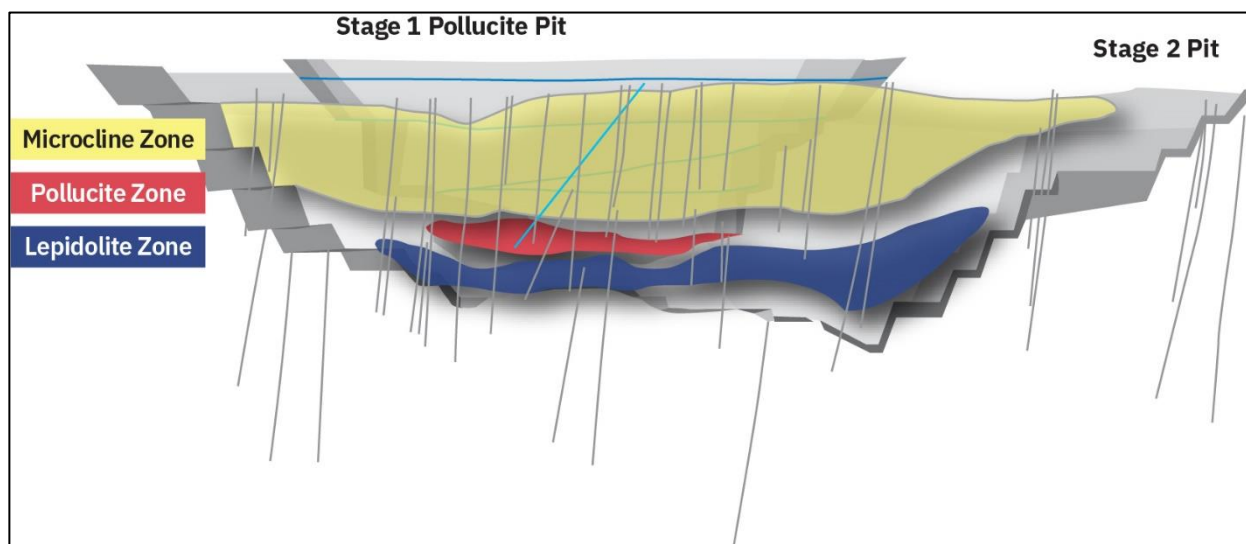 Stage 1 Pollucite Pit
Stage 2 Pit
Microcline Zone
Pollucite Zone
Lepidolite Zone